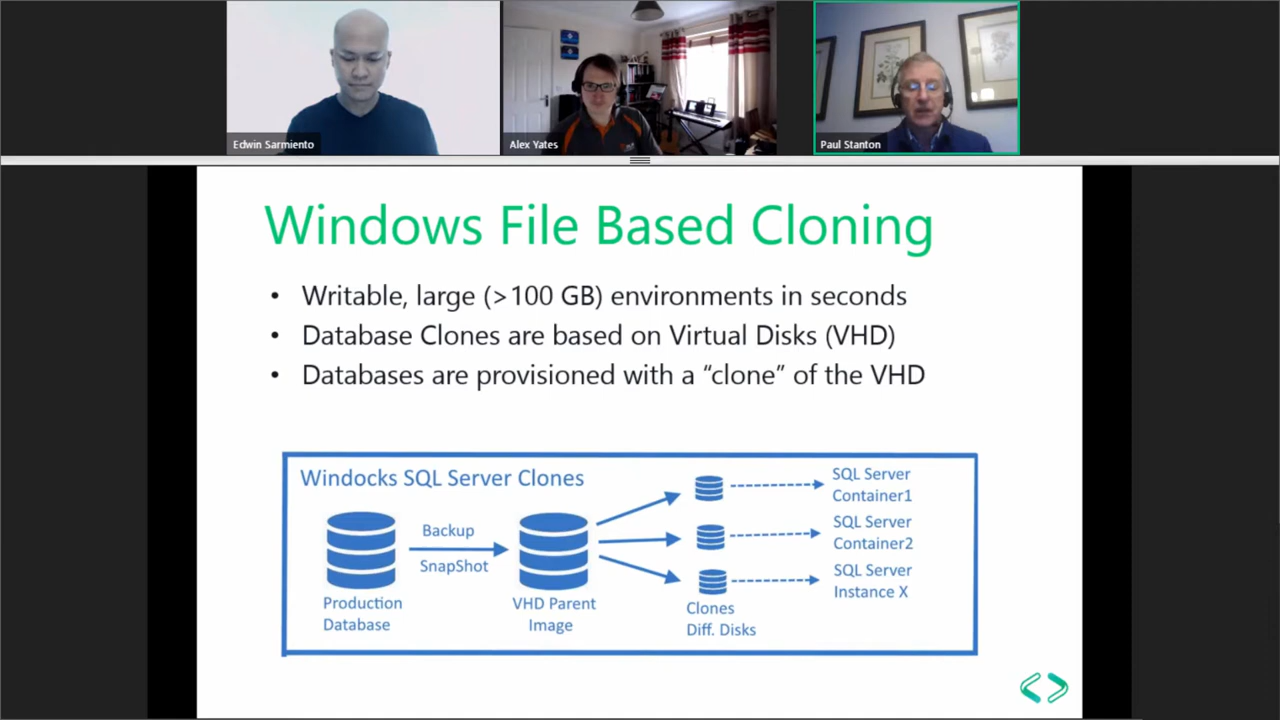 Edwin Sarmiento
Alex Yates
Paul Stanton
Windows File Based Cloning
• Writable, large (>100 GB) environments in seconds
• Database Clones are based on Virtual Disks (VHD)
• Databases are provisioned with a “clone” of the VHD
Windocks SQL Server Clones
Production
Database
Backup
SnapShot
VHD Parent
Image
Clones
Diff. Disks
SQL Server
Container1
SQL Server
Container2
SQL Server
Instance X